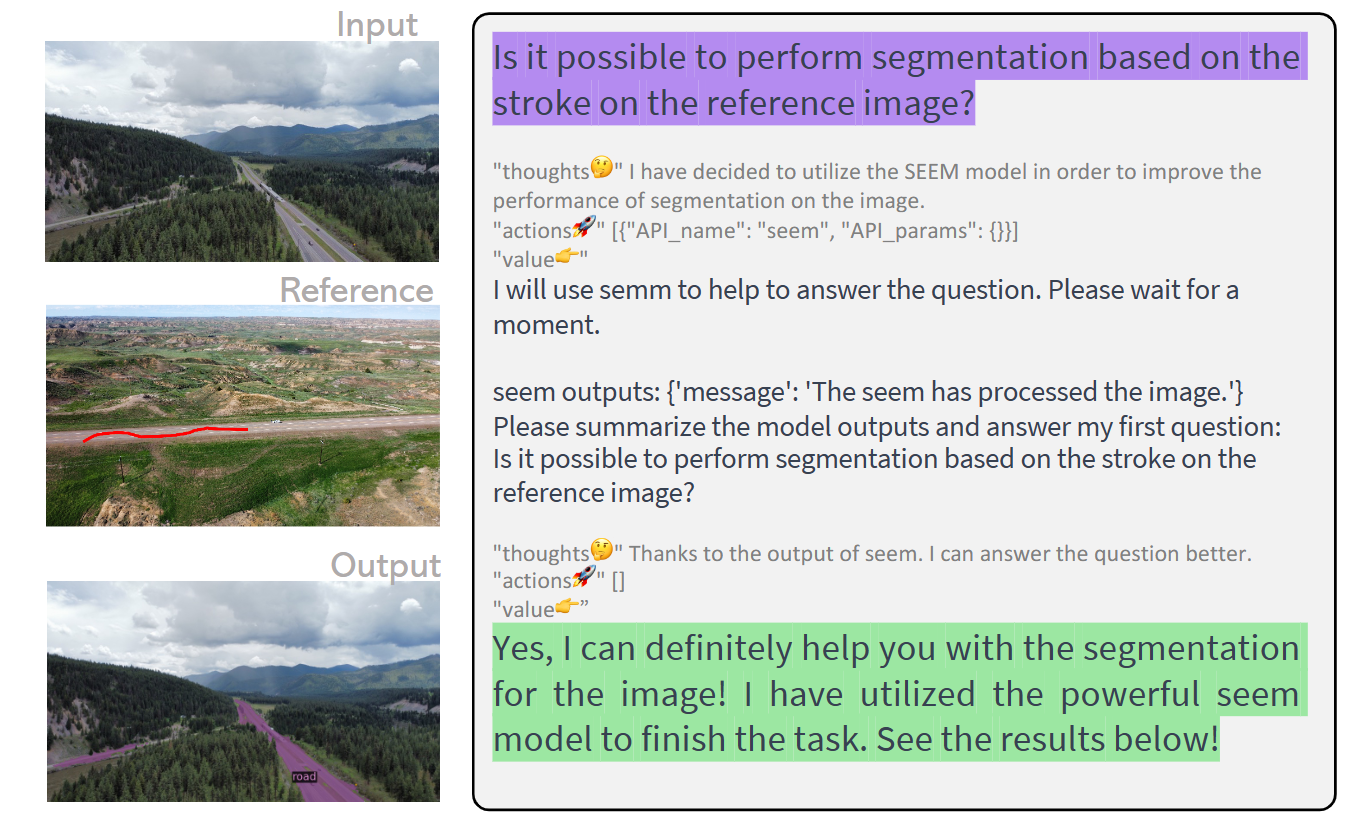 Input
Reference
Output
road
Is it possible to perform segmentation based on the
stroke on the reference image?
"thoughts🤔" I have decided to utilize the SEEM model in order to improve the
performance of segmentation on the image.
"actions🚀" [{"API_name": "seem", "API_params": {}}]
"value👉"
I will use semm to help to answer the question. Please wait for a
moment.
seem outputs: {'message': 'The seem has processed the image.'}
Please summarize the model outputs and answer my first question:
Is it possible to perform segmentation based on the stroke on the
reference image?
"thoughts🤔" Thanks to the output of seem. I can answer the question better.
"actions🚀" []
"value👉”
Yes, I can definitely help you with the segmentation
for the image! I have utilized the powerful seem
model to finish the task. See the results below!